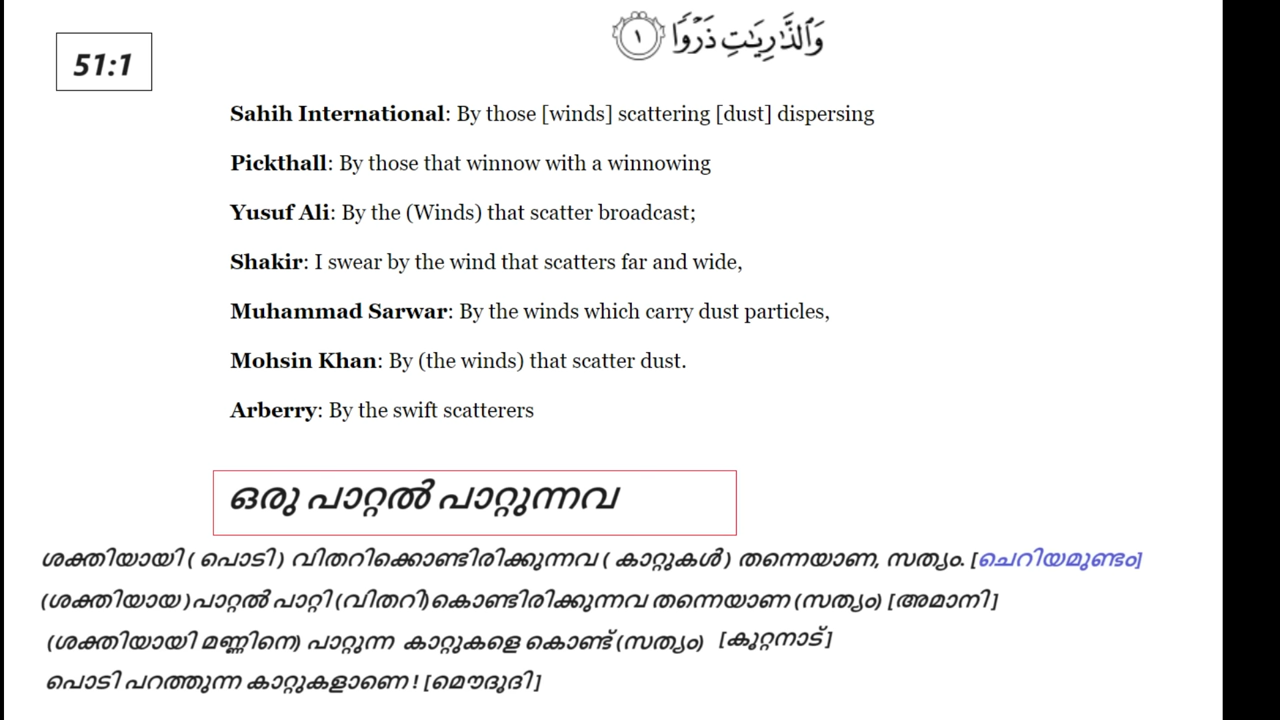 51:1
وَٱلذَّٰرِيَٰتِ ذَرْوًا ١
Sahih International: By those [winds] scattering [dust] dispersing
Pickthall: By those that winnow with a winnowing
Yusuf Ali: By the (Winds) that scatter broadcast;
Shakir: I swear by the wind that scatters far and wide,
Muhammad Sarwar: By the winds which carry dust particles,
Mohsin Khan: By (the winds) that scatter dust.
Arberry: By the swift scatterers
ഒരു പാറ്റൽ പാറ്റുന്നവ
ശക്തിയായി ( പൊടി ) വിതറിക്കൊണ്ടിരിക്കുന്നവ ( കാറ്റുകൾ ) തന്നെയാണ, സത്യം. [ചെറിയമുണ്ടം]
(ശക്തിയായ )പാറ്റൽ പാറ്റി (വിതറി)കൊണ്ടിരിക്കുന്നവ തന്നെയാണ (സത്യം) [അമാനി]
(ശക്തിയായി മണ്ണിനെ) പാറ്റുന്ന കാറ്റുകളെ കൊണ്ട് (സത്യം) [കൂറ്റനാട്]
പൊടി പറത്തുന്ന കാറ്റുകളാണെ ! [മൌദൂദി]